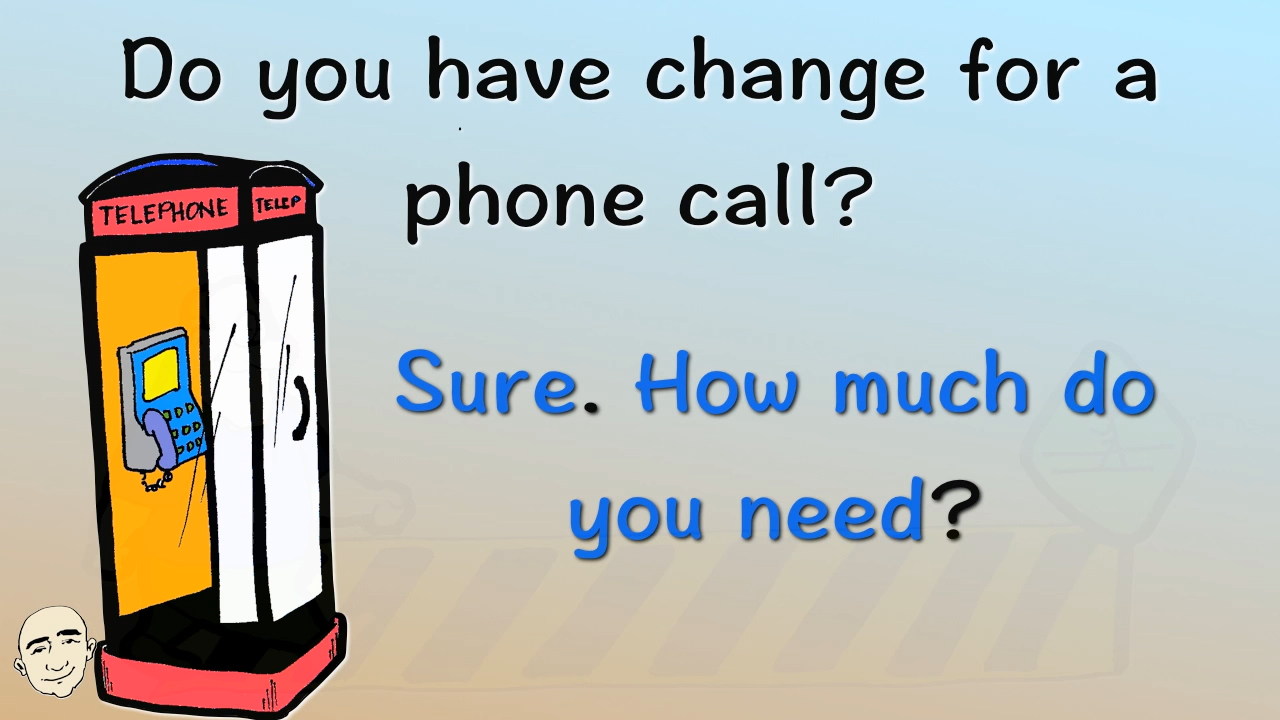 Do you have change for a
phone call?
TELEPHONE TELEP
Sure. How much do
you need?